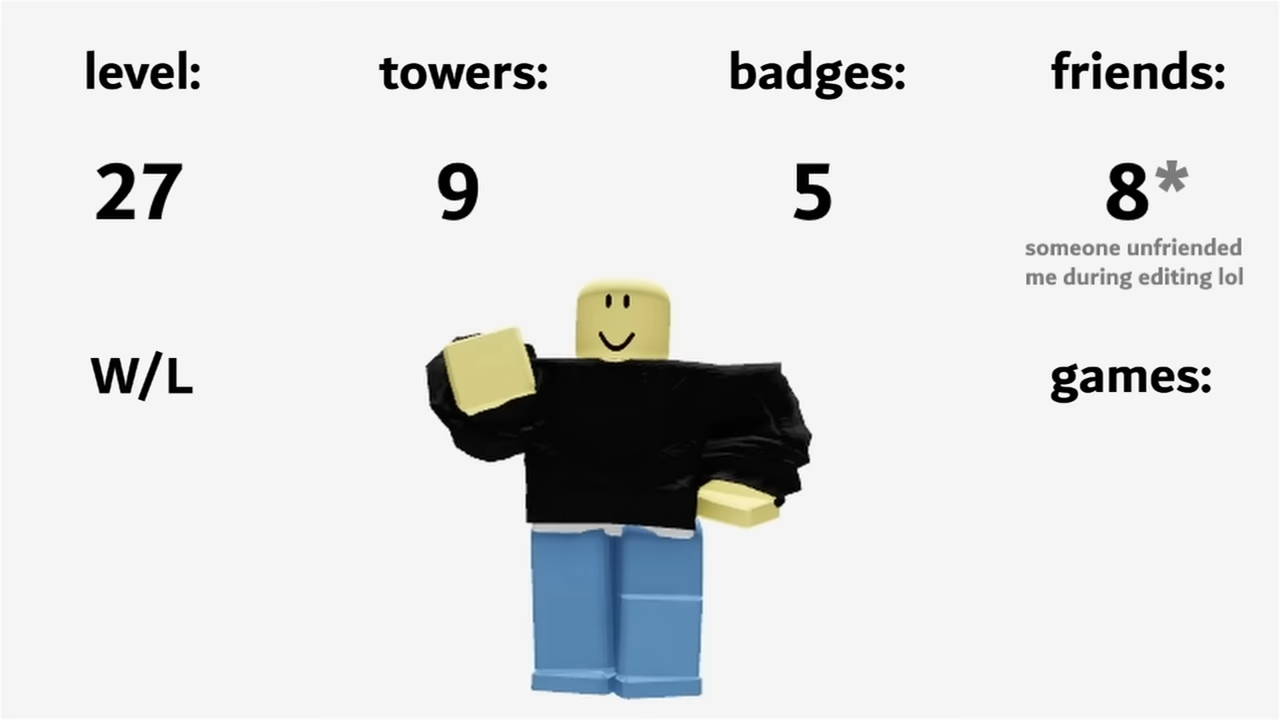 level:
towers:
badges:
friends:
27
9
5
8*
someone unfriended
me during editing lol
W/L
games: